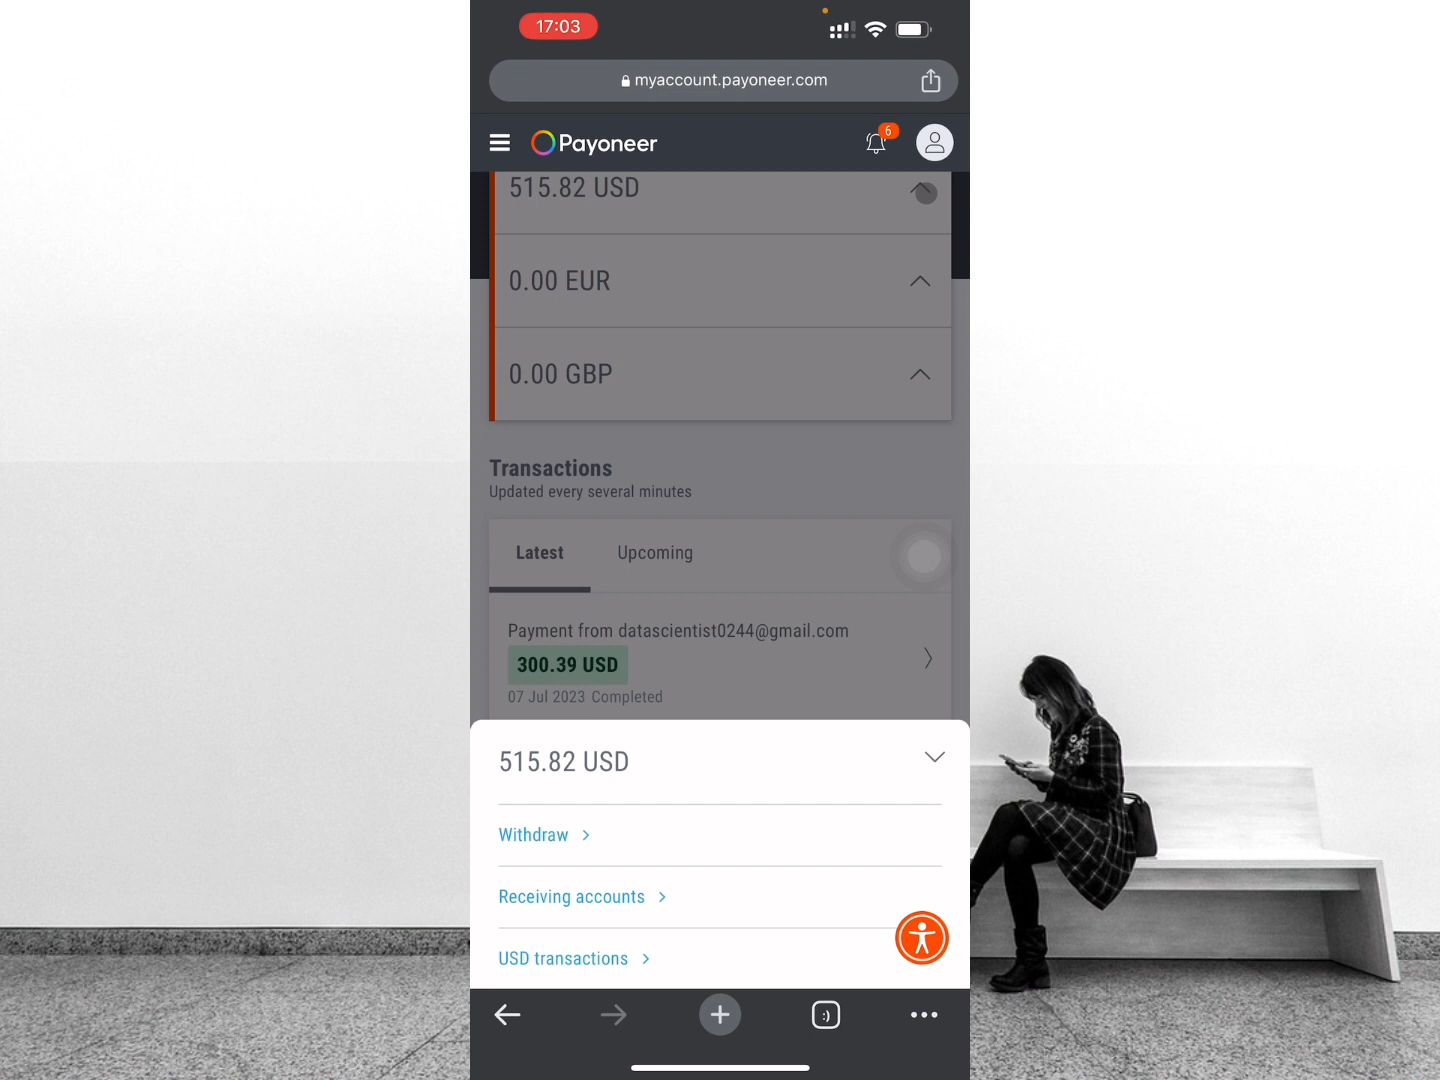 17:03
myaccount.payoneer.com
Payoneer
6
515.82 USD
0.00 EUR
0.00 GBP
Transactions
Updated every several minutes
Latest Upcoming
Payment from datascientist0244@gmail.com
300.39 USD
07 Jul 2023 Completed
515.82 USD
Withdraw >
Receiving accounts >
USD transactions >
:)